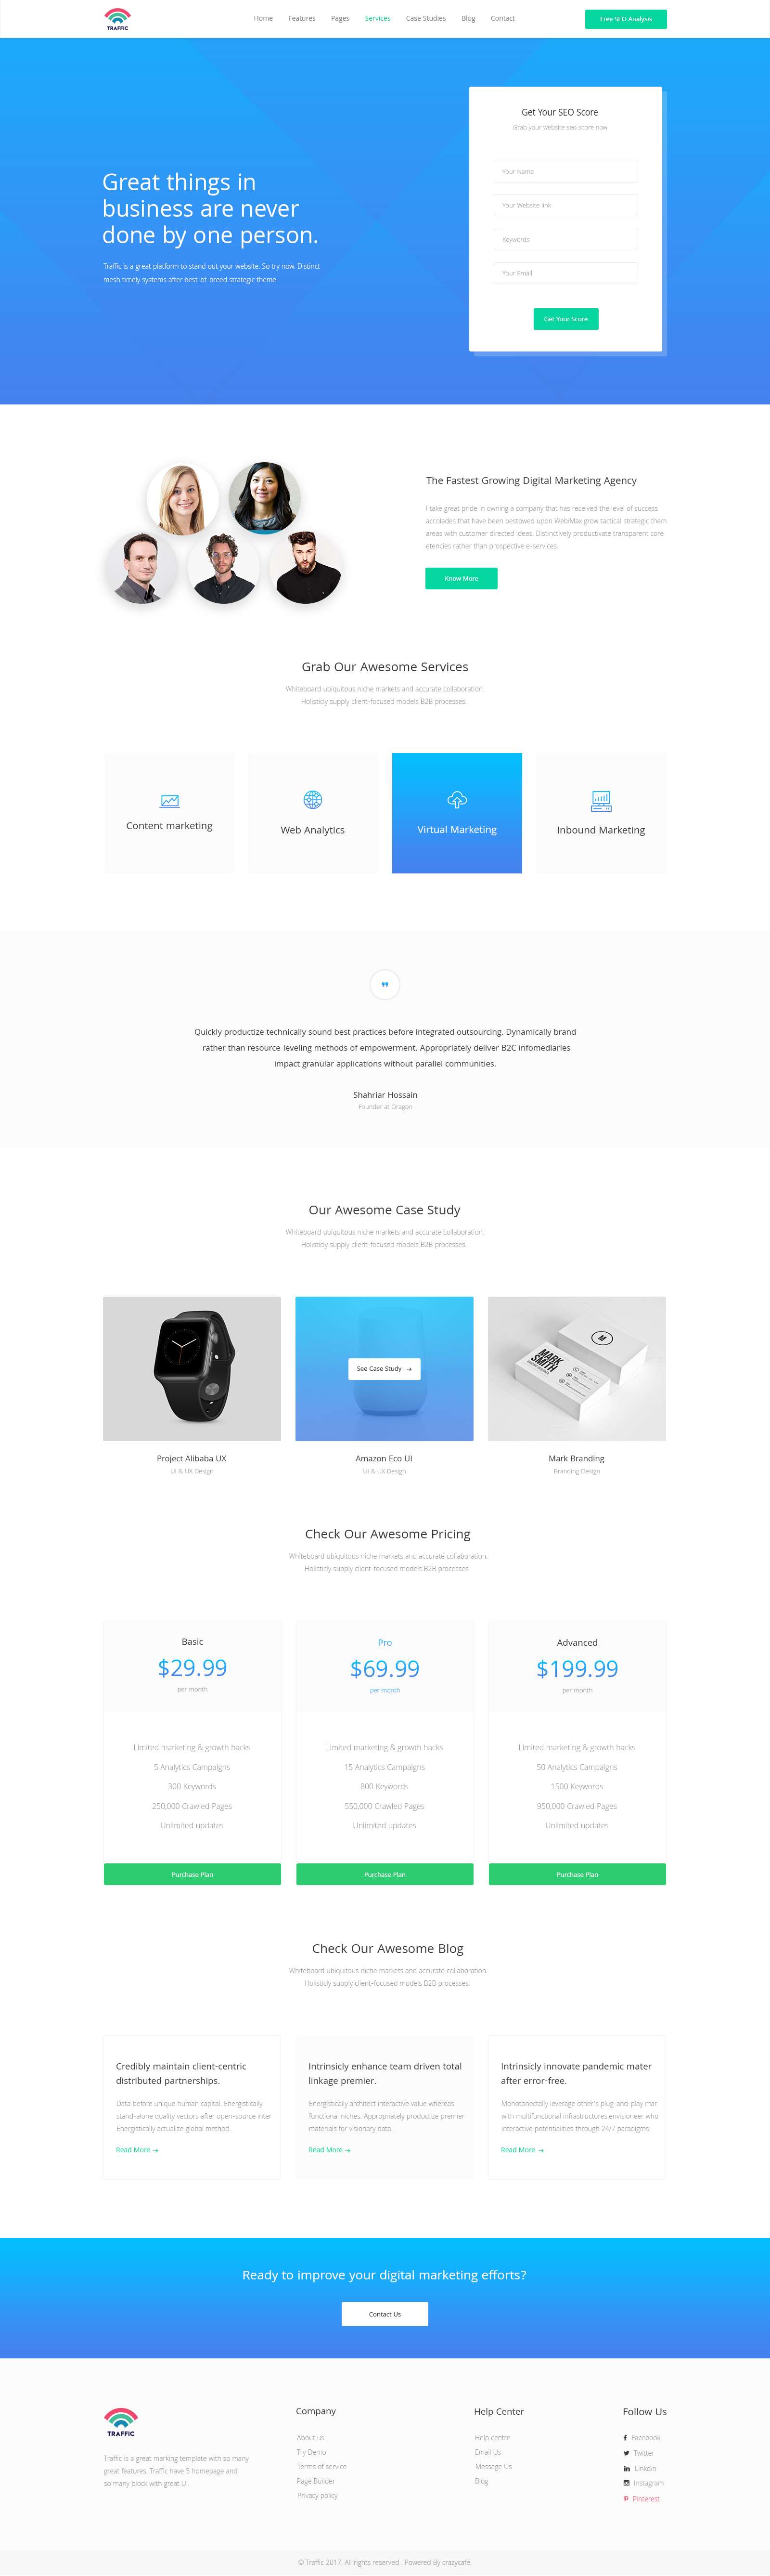 TRAFFIC
Home Features Pages Services Case Studies Blog Contact
Free SEO Analysis
Great things in
business are never
done by one person.
Traffic is a great platform to stand out your website. So try now. Distinct
mesh timely systems after best-of-breed strategic theme
Get Your SEO Score
Grab your website seo score now
Your Name
Your Website link
Keywords
Your Email
Get Your Score
The Fastest Growing Digital Marketing Agency
I take great pride in owning a company that has received the level of success
accolades that have been bestowed upon WebiMax.grow tactical strategic them
areas with customer directed ideas. Distinctively productivate transparent core
etencies rather than prospective e-services.
Know More
Grab Our Awesome Services
Whiteboard ubiquitous niche markets and accurate collaboration.
Holisticly supply client-focused models B2B processes.
Content marketing
Web Analytics
Virtual Marketing
Inbound Marketing
Quickly productize technically sound best practices before integrated outsourcing. Dynamically brand
rather than resource-leveling methods of empowerment. Appropriately deliver B2C infomediaries
impact granular applications without parallel communities.
Shahriar Hossain
Founder at Oragon
Our Awesome Case Study
Whiteboard ubiquitous niche markets and accurate collaboration.
Holisticly supply client-focused models B2B processes.
See Case Study
MARK
SMITH
Project Alibaba UX
UI & UX Design
Amazon Eco UI
UI & UX Design
Mark Branding
Branding Design
Check Our Awesome Pricing
Whiteboard ubiquitous niche markets and accurate collaboration.
Holisticly supply client-focused models B2B processes.
Basic
$29.99
per month
Limited marketing & growth hacks
5 Analytics Campaigns
300 Keywords
250,000 Crawled Pages
Unlimited updates
Purchase Plan
Pro
$69.99
per month
Limited marketing & growth hacks
15 Analytics Campaigns
800 Keywords
550,000 Crawled Pages
Unlimited updates
Purchase Plan
Advanced
$199.99
per month
Limited marketing & growth hacks
50 Analytics Campaigns
1500 Keywords
950,000 Crawled Pages
Unlimited updates
Purchase Plan
Check Our Awesome Blog
Whiteboard ubiquitous niche markets and accurate collaboration.
Holisticly supply client-focused models B2B processes.
Credibly maintain client-centric
distributed partnerships.
Data before unique human capital. Energistically
stand-alone quality vectors after open-source inter
Energistically actualize global method..
Read More
Intrinsicly enhance team driven total
linkage premier.
Energistically architect interactive value whereas
functional niches. Appropriately productize premier
materials for visionary data..
Read More
Intrinsicly innovate pandemic mater
after error-free.
Monotonectally leverage other's plug-and-play mar
with multifunctional infrastructures.envisioneer who
interactive potentialities through 24/7 paradigms.
Read More
Ready to improve your digital marketing efforts?
Contact Us
TRAFFIC
Traffic is a great marking template with so many
great features. Traffic have 5 homepage and
so many block with great UI.
Company
About us
Try Demo
Terms of service
Page Builder
Privacy policy
Help Center
Help centre
Email Us
Message Us
Blog
Follow Us
Facebook
Twitter
Linkdin
Instagram
Pinterest
© Traffic 2017. All rights reserved . Powered By crazycafe.